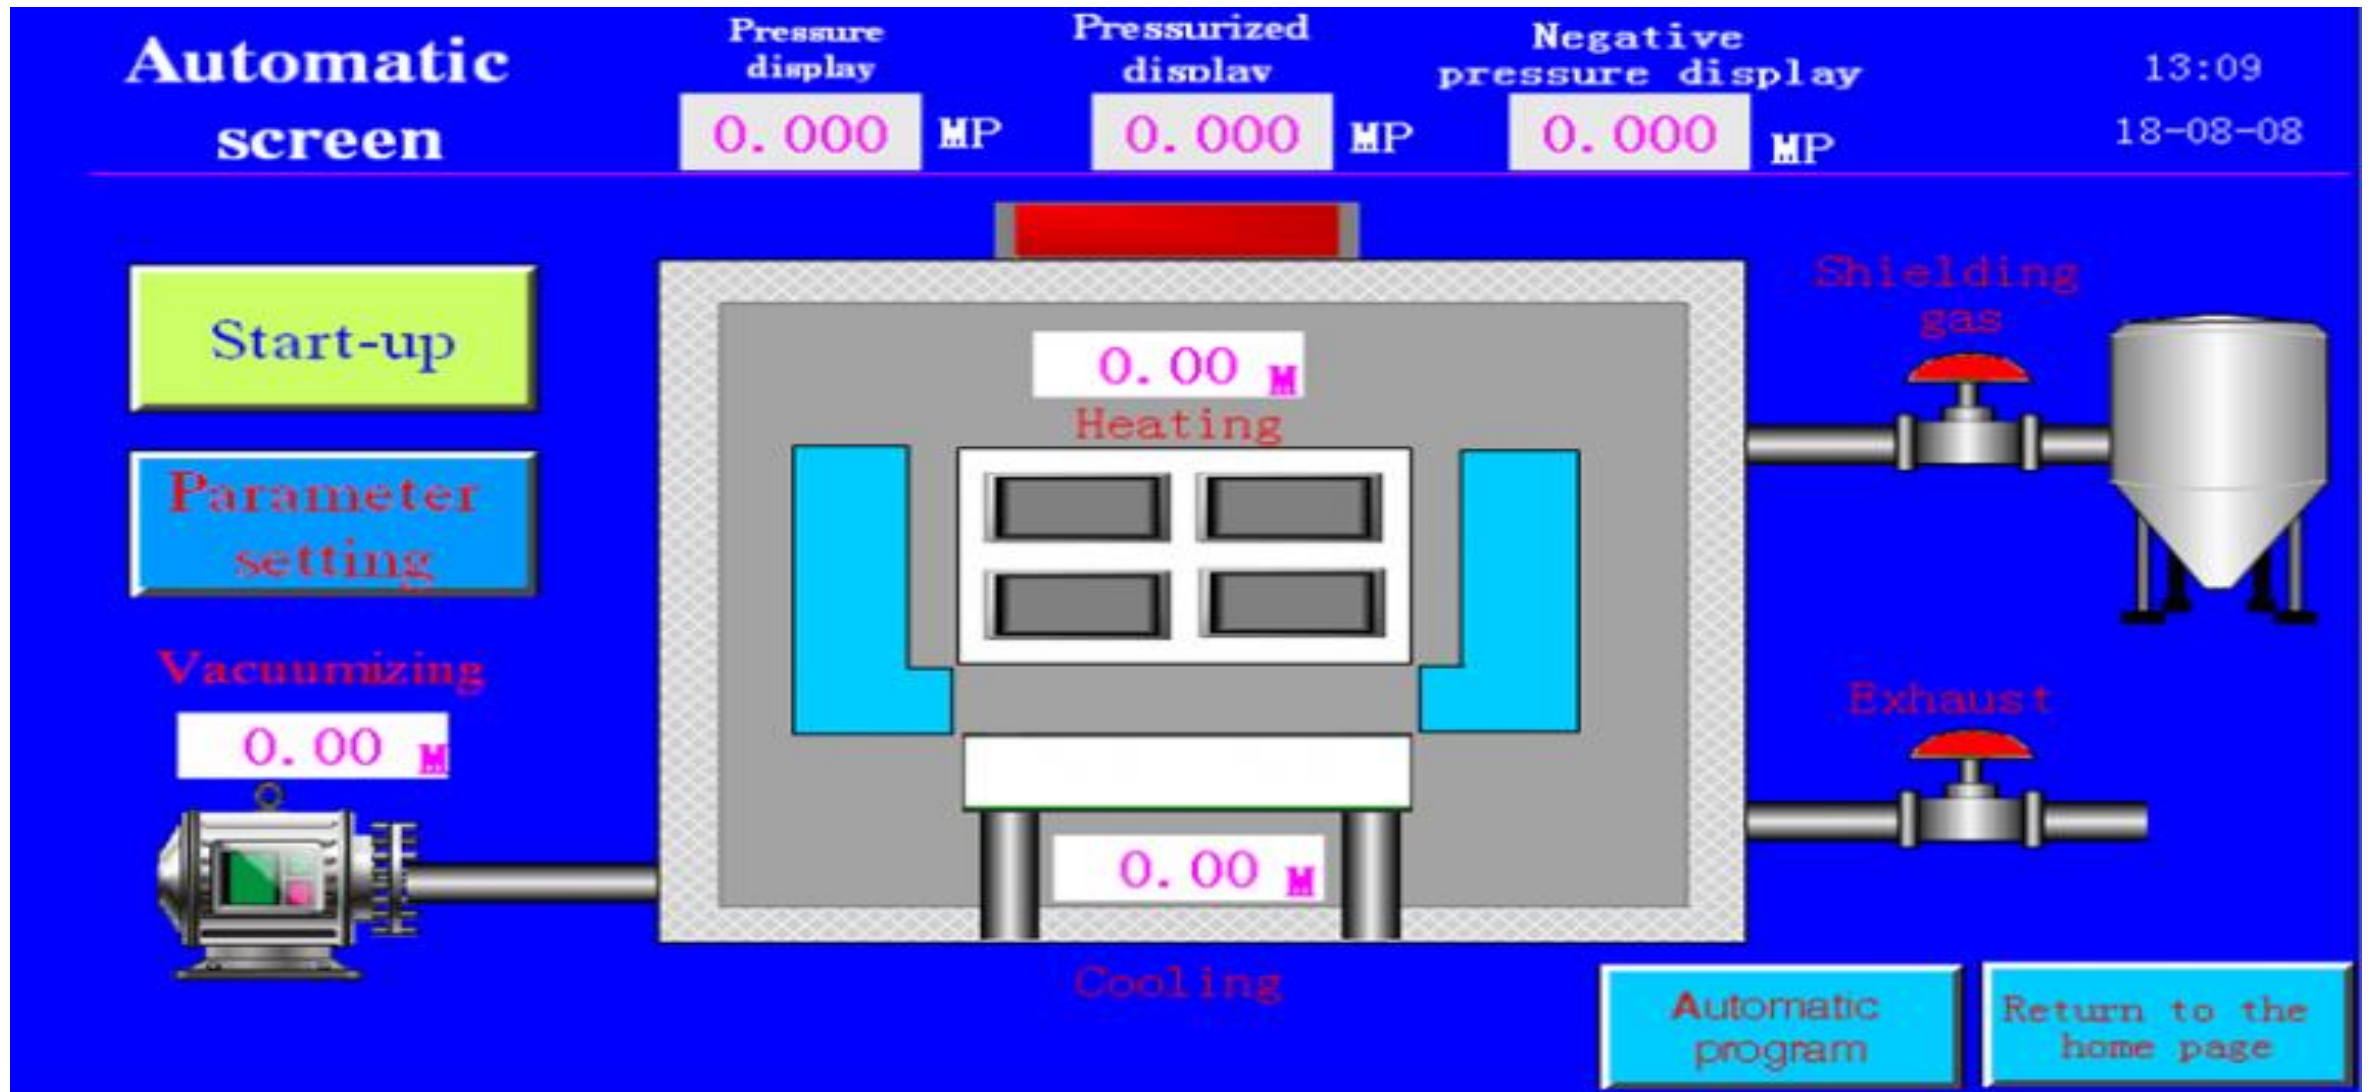 Automatic
screen
Pressure
display
0.000 MP
Pressurized
display
0.000 MP
Negative
pressure display
0.000 MP
13:09
18-08-08
Start-up
Parameter
setting
Vacuumizing
0.00 M
0.00 M
Heating
0.00 M
Cooling
Shielding
gas
Exhaust
Automatic
program
Return to the
home page